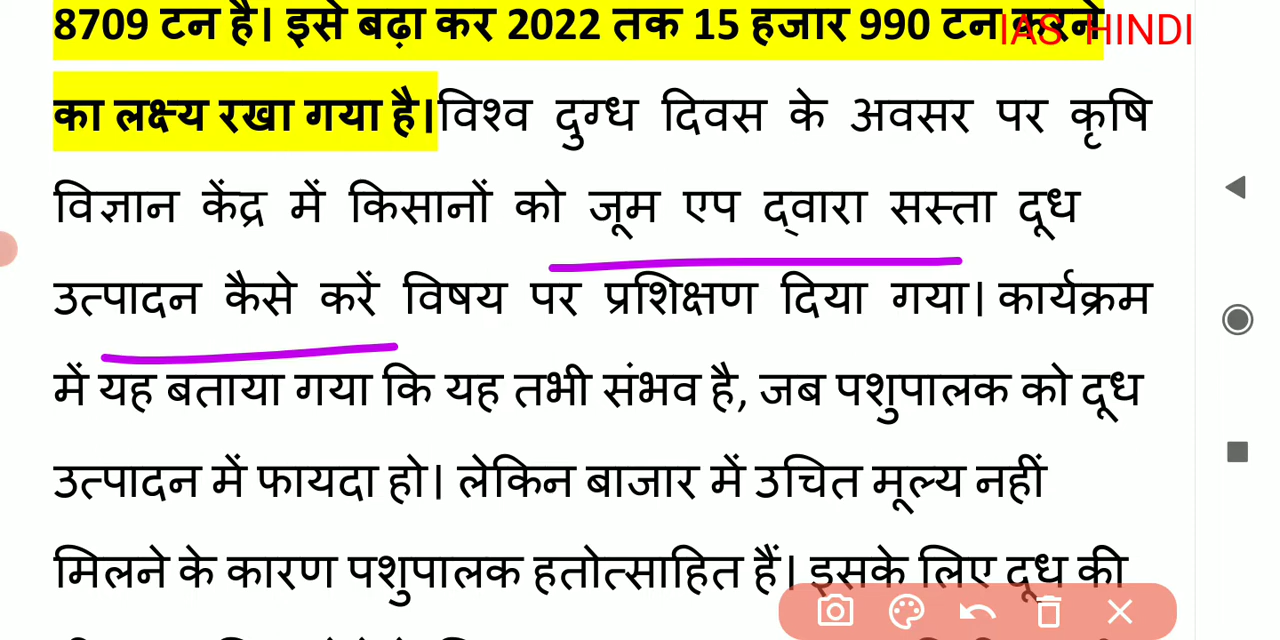 8709 टन है। इसे बढ़ा कर 2022 तक 15 हजार 990 टन करने
IAS HINDI
का लक्ष्य रखा गया है।विश्व दुग्ध दिवस के अवसर पर कृषि
विज्ञान केंद्र में किसानों को जूम एप द्वारा सस्ता दूध
उत्पादन कैसे करें विषय पर प्रशिक्षण दिया गया। कार्यक्रम
में यह बताया गया कि यह तभी संभव है, जब पशुपालक को दूध
उत्पादन में फायदा हो। लेकिन बाजार में उचित मूल्य नहीं
मिलने के कारण पशुपालक हतोत्साहित हैं। इसके लिए दूध की